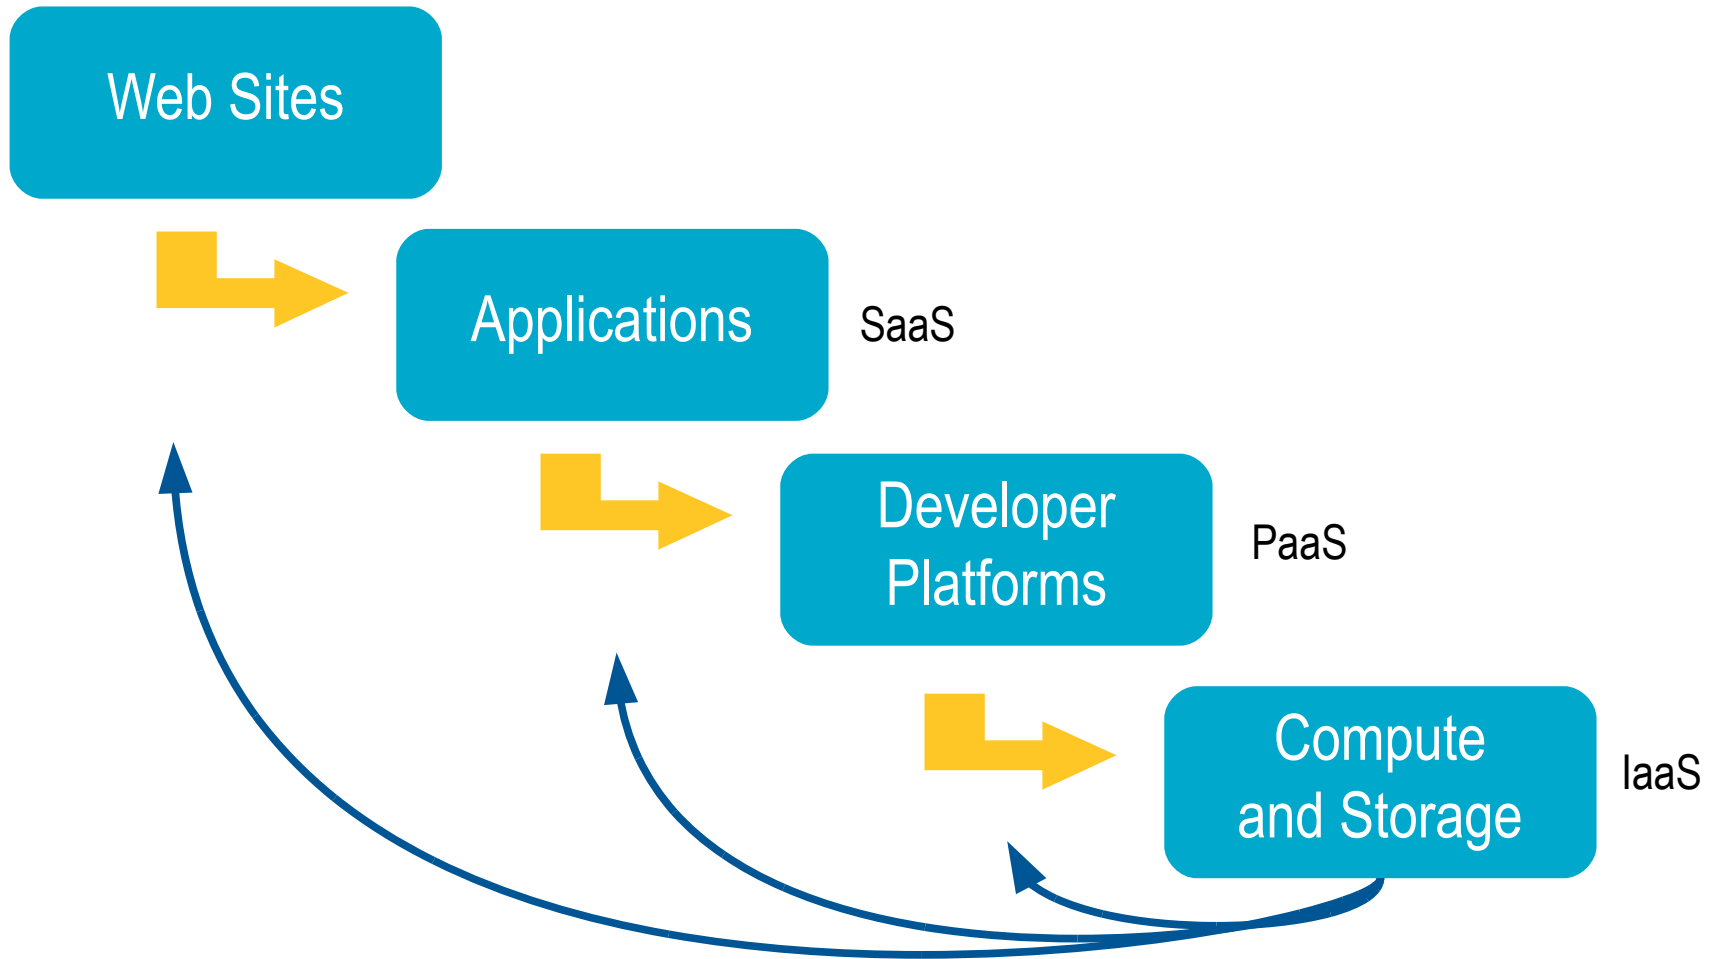 Web Sites
Applications
SaaS
Developer
Platforms
PaaS
Compute
and Storage
IaaS